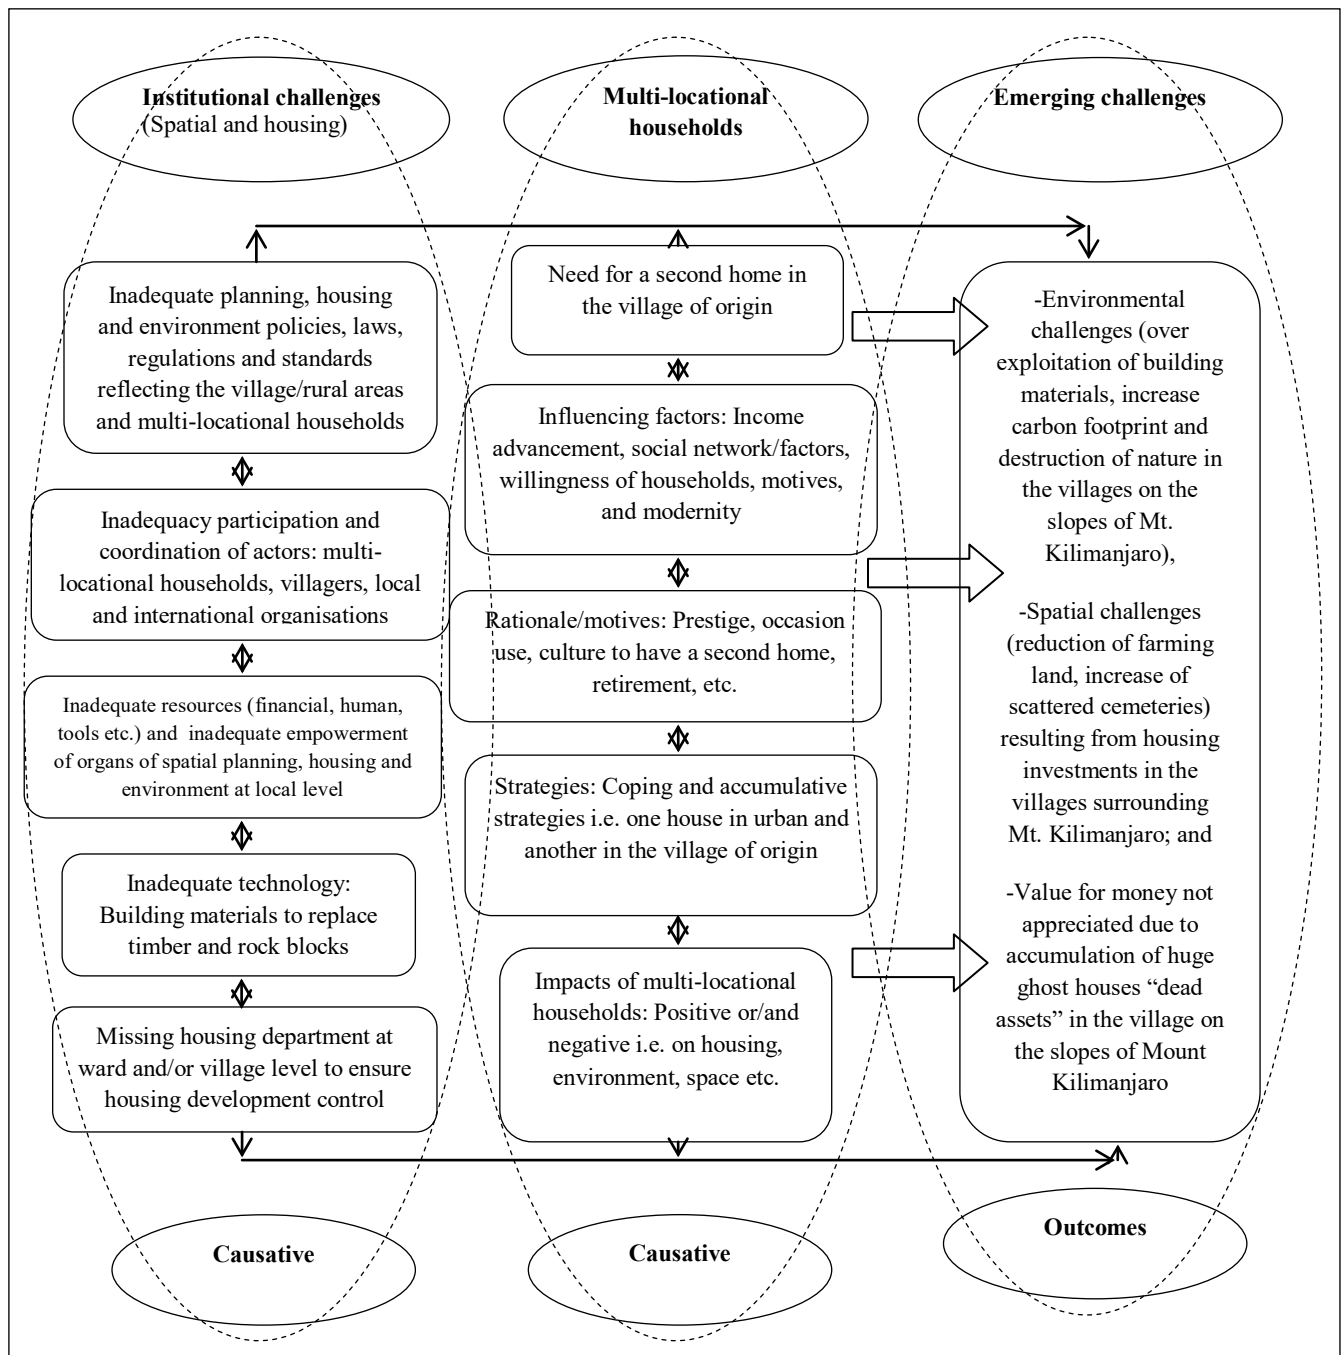 Institutional challenges
(Spatial and housing)
Multi-locational
households
Emerging challenges
Inadequate planning, housing
and environment policies, laws,
regulations and standards
reflecting the village/rural areas
and multi-locational households
Inadequacy participation and
coordination of actors: multi-
locational households, villagers, local
and international organisations
Inadequate resources (financial, human,
tools etc.) and inadequate empowerment
of organs of spatial planning, housing and
environment at local level
Inadequate technology:
Building materials to replace
timber and rock blocks
Missing housing department at
ward and/or village level to ensure
housing development control
Need for a second home in
the village of origin
Influencing factors: Income
advancement, social network/factors,
willingness of households, motives,
and modernity
Rationale/motives: Prestige, occasion
use, culture to have a second home,
retirement, etc.
Strategies: Coping and accumulative
strategies i.e. one house in urban and
another in the village of origin
Impacts of multi-locational
households: Positive or/and
negative i.e. on housing,
environment, space etc.
-Environmental
challenges (over
exploitation of building
materials, increase
carbon footprint and
destruction of nature in
the villages on the
slopes of Mt.
Kilimanjaro),
-Spatial challenges
(reduction of farming
land, increase of
scattered cemeteries)
resulting from housing
investments in the
villages surrounding
Mt. Kilimanjaro; and
-Value for money not
appreciated due to
accumulation of huge
ghost houses “dead
assets” in the village on
the slopes of Mount
Kilimanjaro
Causative
Causative
Outcomes